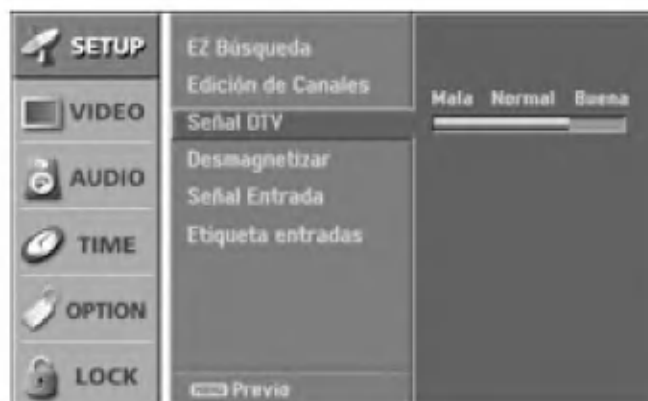 SETUP
VIDEO
AUDIO
TIME
OPTION
LOCK
EZ Búsqueda
Edición de Canales
Señal DTV
Desmagnetizar
Señal Entrada
Etiqueta entradas
MENU Previo
Mala Normal Buena